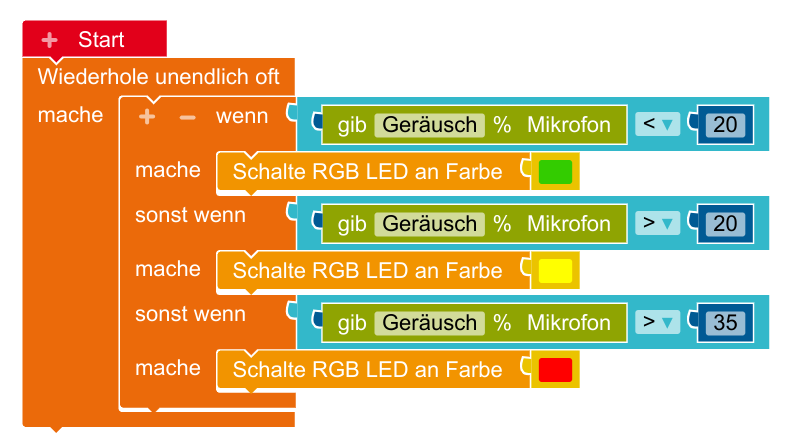 + Start
Wiederhole unendlich oft
mache + − wenn gib Geräusch % Mikrofon < ▾ 20
mache Schalte RGB LED an Farbe
sonst wenn gib Geräusch % Mikrofon > ▾ 20
mache Schalte RGB LED an Farbe
sonst wenn gib Geräusch % Mikrofon > ▾ 35
mache Schalte RGB LED an Farbe